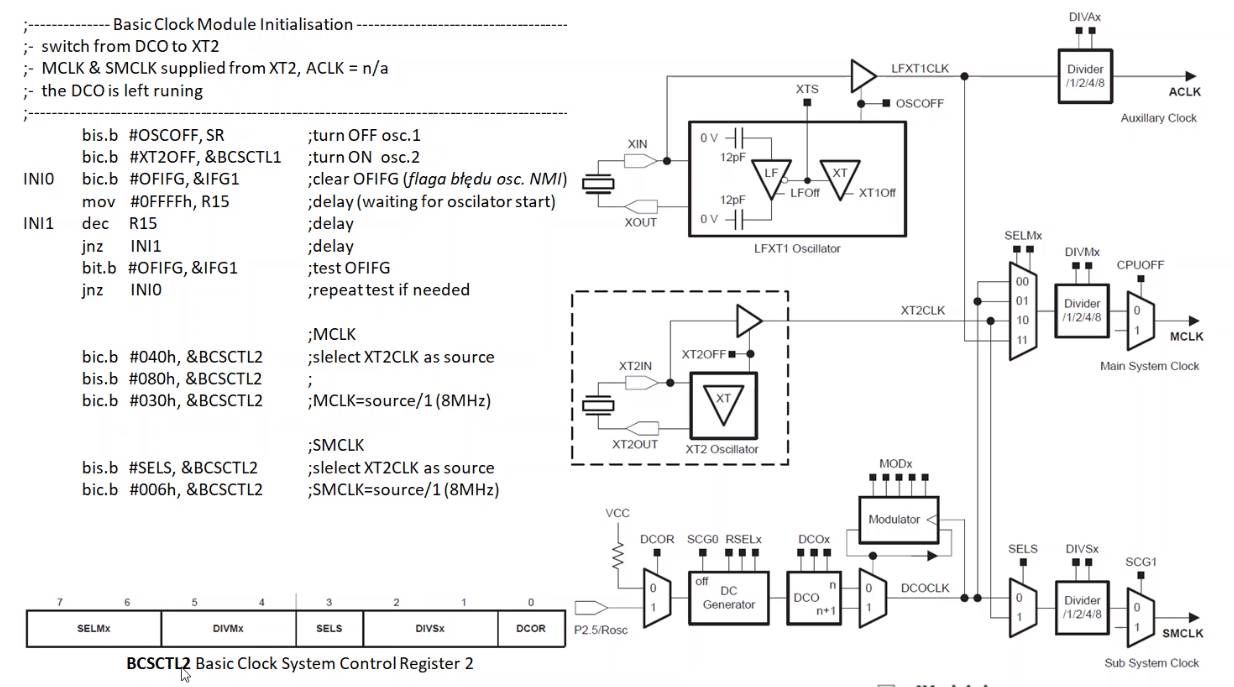 ;-------------- Basic Clock Module Initialisation -----------------------------------
;- switch from DCO to XT2
;- MCLK & SMCLK supplied from XT2, ACLK = n/a
;- the DCO is left runing
;-----------------------------------------------------------------------------------------
bis.b #OSCOFF, SR ;turn OFF osc.1
bic.b #XT2OFF, &BCSCTL1 ;turn ON osc.2
INI0 bic.b #OFIFG, &IFG1 ;clear OFIFG (flaga błędu osc. NMI)
mov #0FFFFh, R15 ;delay (waiting for oscilator start)
INI1 dec R15 ;delay
jnz INI1 ;delay
bit.b #OFIFG, &IFG1 ;test OFIFG
jnz INI0 ;repeat test if needed
;MCLK
bic.b #040h, &BCSCTL2 ;slelect XT2CLK as source
bis.b #080h, &BCSCTL2 ;
bic.b #030h, &BCSCTL2 ;MCLK=source/1 (8MHz)
;SMCLK
bis.b #SELS, &BCSCTL2 ;slelect XT2CLK as source
bic.b #006h, &BCSCTL2 ;SMCLK=source/1 (8MHz)
7 6 5 4 3 2 1 0
SELMx DIVMx SELS DIVSx DCOR
BCSCTL2 Basic Clock System Control Register 2
DIVAx
LFXT1CLK
Divider
/1/2/4/8
ACLK
Auxillary Clock
XTS
OSCOFF
XIN
0 V
12pF
LF
XT
LFOff
XT1Off
12pF
0 V
XOUT
LFXT1 Oscillator
SELMx
DIVMx
CPUOFF
00
01
10
11
Divider
/1/2/4/8
0
1
MCLK
Main System Clock
XT2CLK
XT2OFF
XT2IN
XT
XT2OUT
XT2 Oscillator
MODx
Modulator
VCC
DCOR
SCG0 RSELx
DCOx
0
1
off
DC
Generator
DCO
n
n+1
0
1
DCOCLK
P2.5/Rosc
SELS
DIVSx
SCG1
0
1
Divider
/1/2/4/8
0
1
SMCLK
Sub System Clock